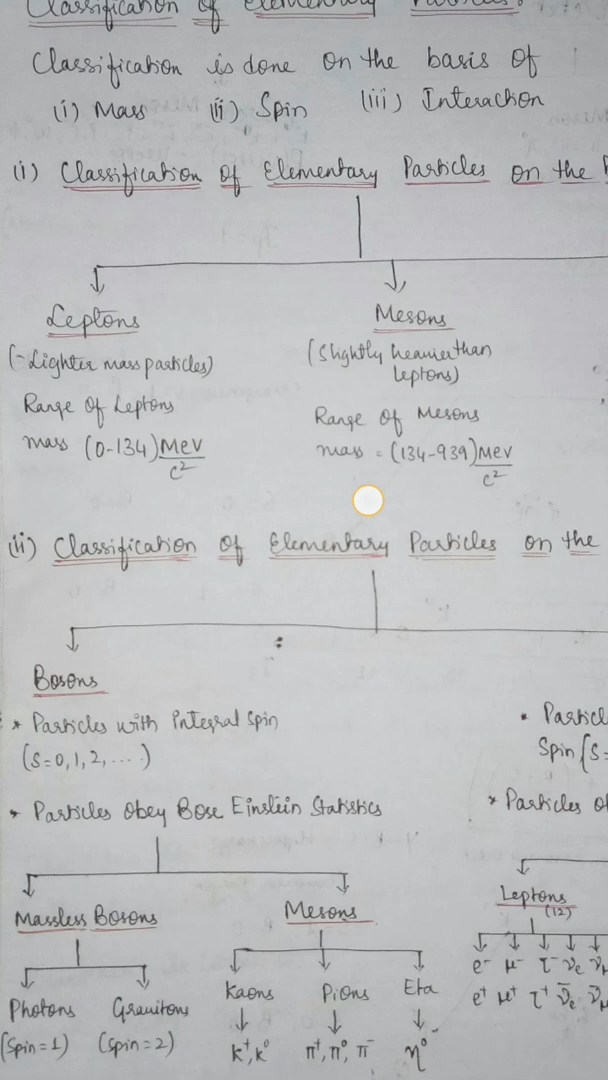 Classification of Elementary Particles.
Classification is done on the basis of
(i) Mass (ii) Spin (iii) Interaction
(i) Classification of Elementary Particles on the
Leptons
(-Lighter mass particles)
Range of Leptons
mass (0-134) MeV/c²
Mesons
(Slightly heavier than
leptons)
Range of Mesons
mass = (134-939) MeV/c²
(ii) Classification of Elementary Particles on the
Bosons
* Particles with Integral Spin
(S=0,1,2,....)
* Particles Obey Bose Einstein Statistics
Massless Bosons
Photons Gravitons
(Spin=1) (Spin=2)
Mesons
Kaons Pions Eta
k⁺, k⁰ π⁺, π⁰, π⁻ η⁰
Spin (S=
* Particles
Leptons
(12)
e⁻ μ⁻ τ⁻ νe
e⁺ μ⁺ τ⁺ ν̄e